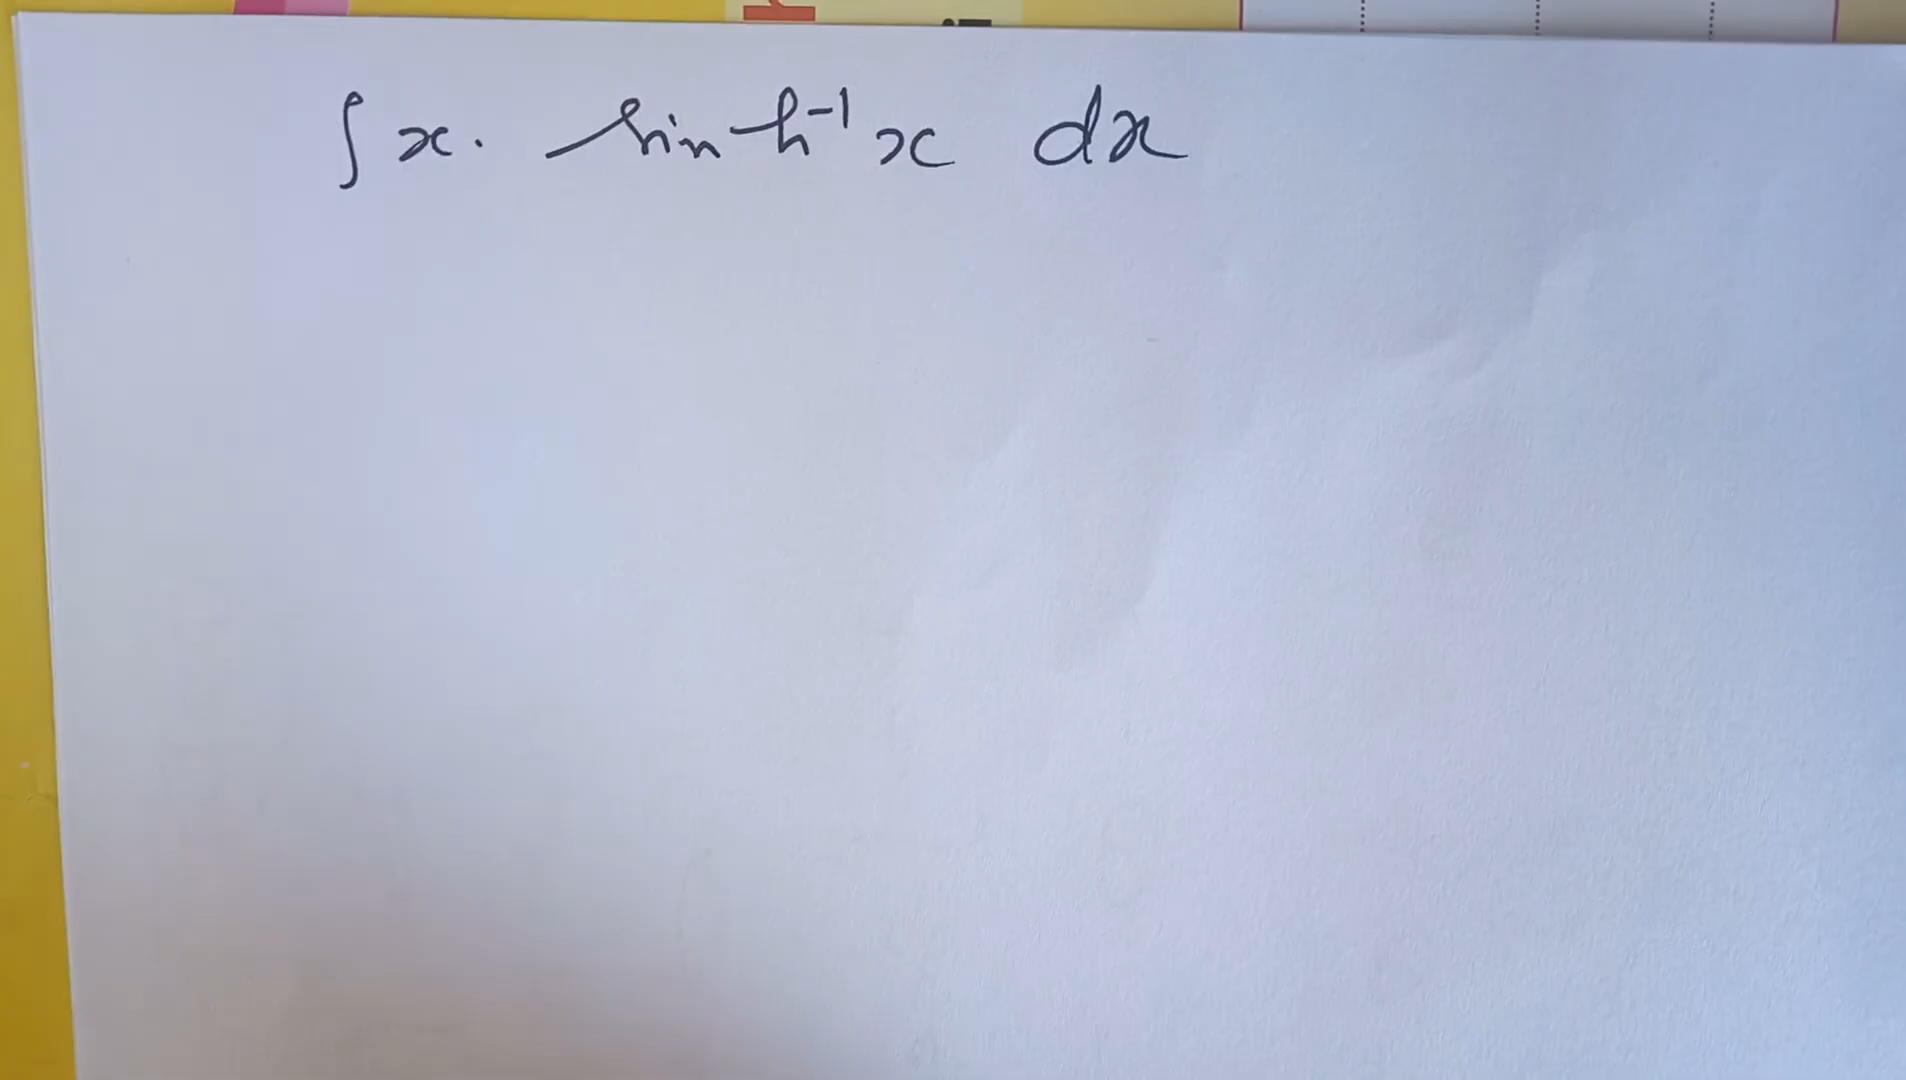 ∫ x. sinh⁻¹ x dx